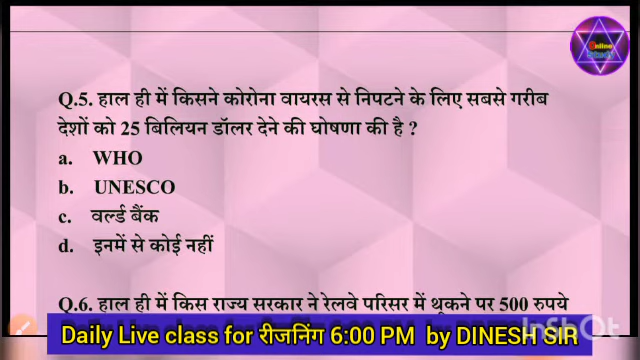 Online
Q.5. हाल ही में किसने कोरोना वायरस से निपटने के लिए सबसे गरीब
देशों को 25 बिलियन डॉलर देने की घोषणा की है ?
a. WHO
b. UNESCO
c. वर्ल्ड बैंक
d. इनमें से कोई नहीं
Q.6. हाल ही में किस राज्य सरकार ने रेलवे परिसर में थूकने पर 500 रुपये
Daily Live class for रीजनिंग 6:00 PM by DINESH SIR